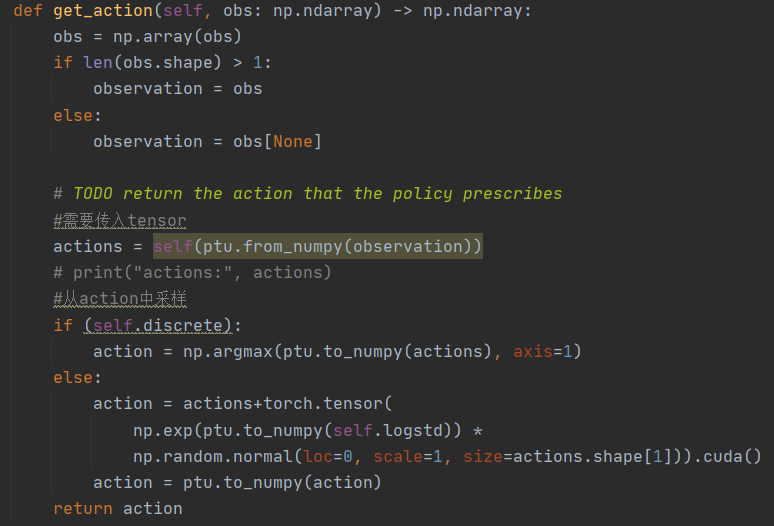 def get_action(self, obs: np.ndarray) -> np.ndarray:
    obs = np.array(obs)
    if len(obs.shape) > 1:
        observation = obs
    else:
        observation = obs[None]
    # TODO return the action that the policy prescribes
    #需要传入tensor
    actions = self(ptu.from_numpy(observation))
    # print("actions:", actions)
    #从action中采样
    if (self.discrete):
        action = np.argmax(ptu.to_numpy(actions), axis=1)
    else:
        action = actions+torch.tensor(
            np.exp(ptu.to_numpy(self.logstd)) *
            np.random.normal(loc=0, scale=1, size=actions.shape[1])).cuda()
        action = ptu.to_numpy(action)
    return action